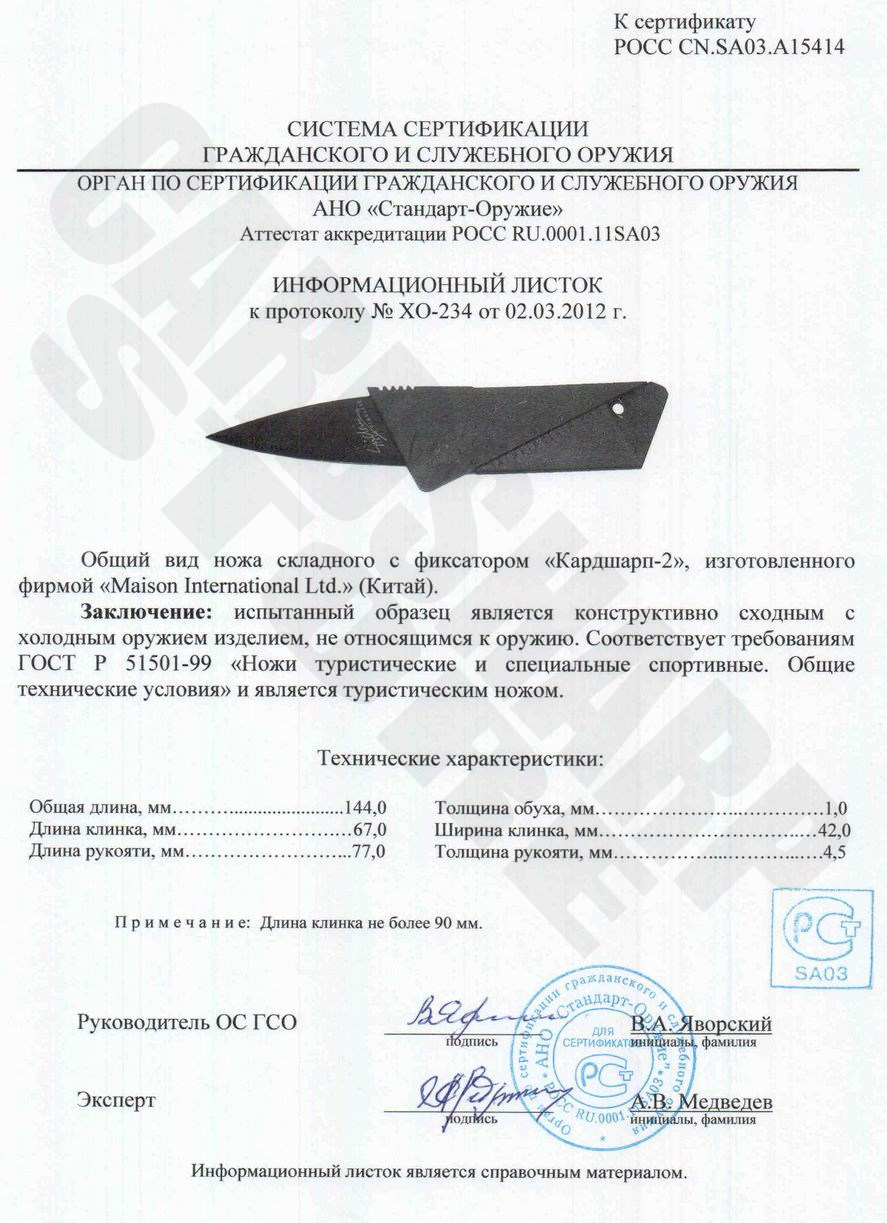 К сертификату
РОСС CN.SA03.A15414
СИСТЕМА СЕРТИФИКАЦИИ
ГРАЖДАНСКОГО И СЛУЖЕБНОГО ОРУЖИЯ
ОРГАН ПО СЕРТИФИКАЦИИ ГРАЖДАНСКОГО И СЛУЖЕБНОГО ОРУЖИЯ
АНО «Стандарт-Оружие»
Аттестат аккредитации РОСС RU.0001.11SA03
ИНФОРМАЦИОННЫЙ ЛИСТОК
к протоколу № ХО-234 от 02.03.2012 г.
Общий вид ножа складного с фиксатором «Кардшарп-2», изготовленного
фирмой «Maison International Ltd.» (Китай).
Заключение: испытанный образец является конструктивно сходным с
холодным оружием изделием, не относящимся к оружию. Соответствует требованиям
ГОСТ Р 51501-99 «Ножи туристические и специальные спортивные. Общие
технические условия» и является туристическим ножом.
Технические характеристики:
Общая длина, мм………..........................144,0
Длина клинка, мм………………………67,0
Длина рукояти, мм……………………..77,0
Толщина обуха, мм…………………..…………1,0
Ширина клинка, мм……………………………42,0
Толщина рукояти, мм……………...………..…4,5
П р и м е ч а н и е: Длина клинка не более 90 мм.
РСТ
SA03
Руководитель ОС ГСО
подпись
В.А. Яворский
инициалы, фамилия
Эксперт
подпись
А.В. Медведев
инициалы, фамилия
Орган по сертификации гражданского и служебного оружия
АНО "Стандарт-Оружие"
РОСС RU.0001.11SA03
ДЛЯ
СЕРТИФИКАТОВ
РСТ
Информационный листок является справочным материалом.
CARDSHARP
STORE